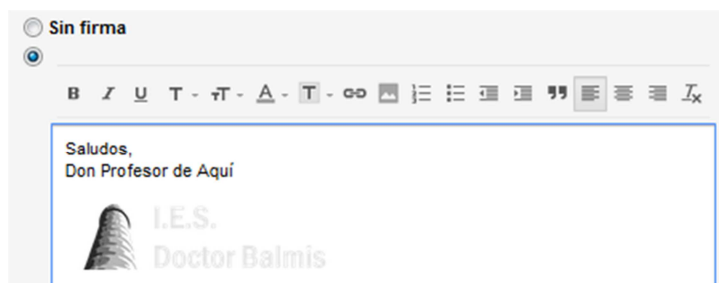 Sin firma
Saludos,
Don Profesor de Aquí
I.E.S.
Doctor Balmis